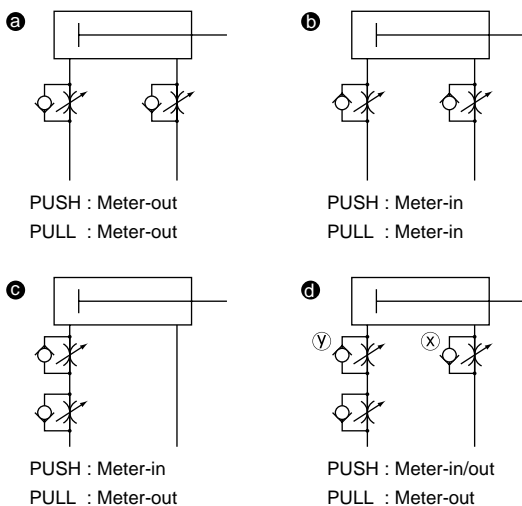 a
PUSH : Meter-out
PULL : Meter-out
b
PUSH : Meter-in
PULL : Meter-in
c
PUSH : Meter-in
PULL : Meter-out
d
y x
PUSH : Meter-in/out
PULL : Meter-out